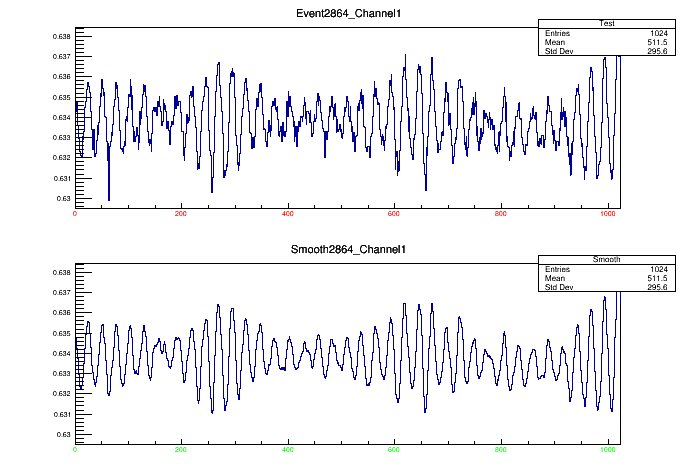 Event2864_Channel1
Test
Entries 1024
Mean 511.5
Std Dev 295.6
0.638
0.637
0.636
0.635
0.634
0.633
0.632
0.631
0.63
0 200 400 600 800 1000
Smooth2864_Channel1
Smooth
Entries 1024
Mean 511.5
Std Dev 295.6
0.638
0.637
0.636
0.635
0.634
0.633
0.632
0.631
0.63
0 200 400 600 800 1000